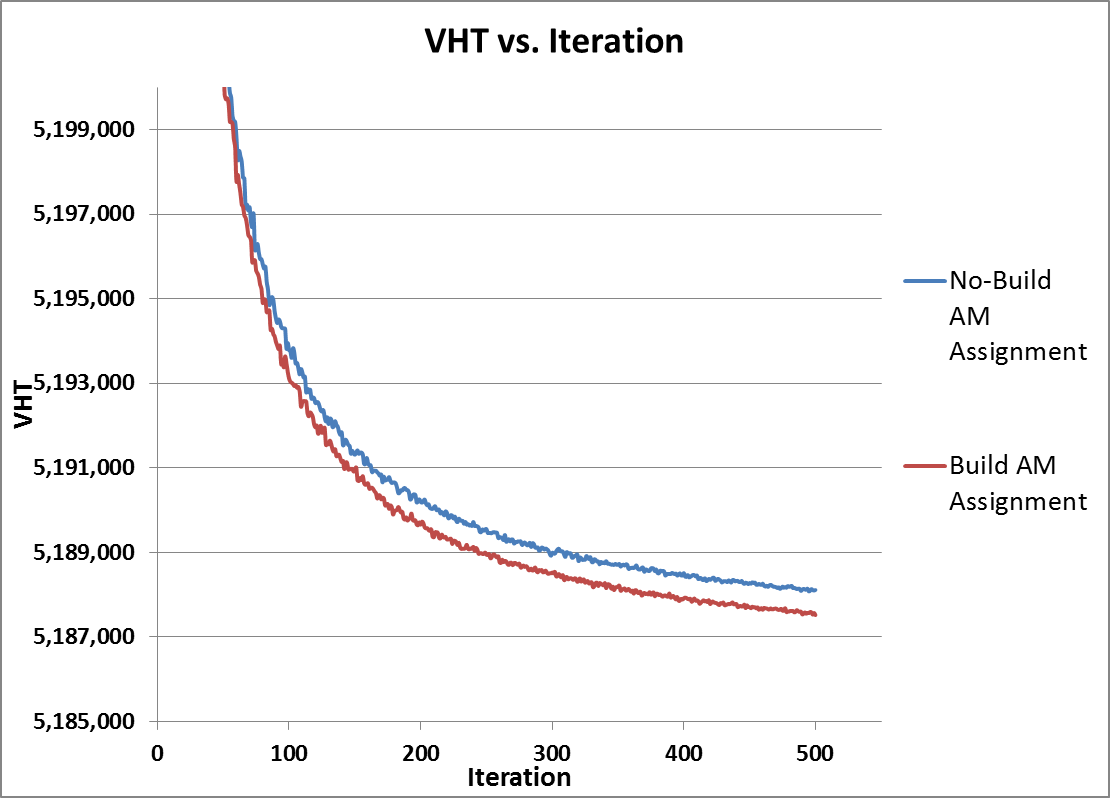 VHT vs. Iteration
5,199,000
5,197,000
5,195,000
5,193,000
5,191,000
5,189,000
5,187,000
5,185,000
VHT
0 100 200 300 400 500
Iteration
No-Build
AM
Assignment
Build AM
Assignment